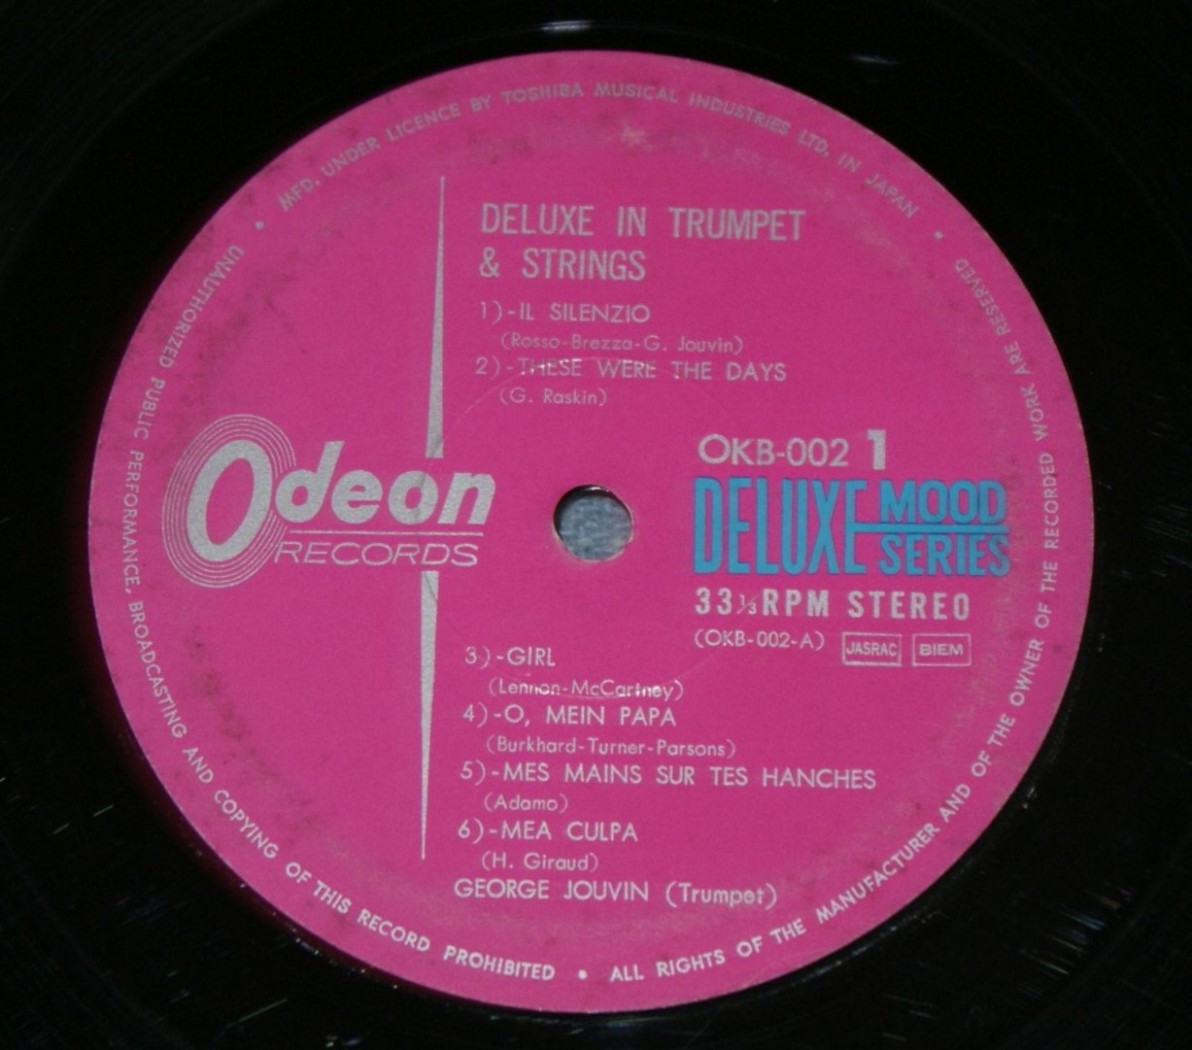 MFD. UNDER LICENCE BY TOSHIBA MUSICAL INDUSTRIES LTD. IN JAPAN
DELUXE IN TRUMPET
& STRINGS
1)-IL SILENZIO
(Rosso-Brezza-G. Jouvin)
2)-THESE WERE THE DAYS
(G. Raskin)
Odeon
RECORDS
OKB-002 1
DELUXE MOOD
SERIES
33⅓RPM STEREO
(OKB-002-A) JASRAC BIEM
3)-GIRL
(Lennon-McCartney)
4)-O, MEIN PAPA
(Burkhard-Turner-Parsons)
5)-MES MAINS SUR TES HANCHES
(Adamo)
6)-MEA CULPA
(H. Giraud)
GEORGE JOUVIN (Trumpet)
UNAUTHORIZED PUBLIC PERFORMANCE, BROADCASTING AND COPYING OF THIS RECORD PROHIBITED • ALL RIGHTS OF THE MANUFACTURER AND OF THE OWNER OF THE RECORDED WORK ARE RESERVED